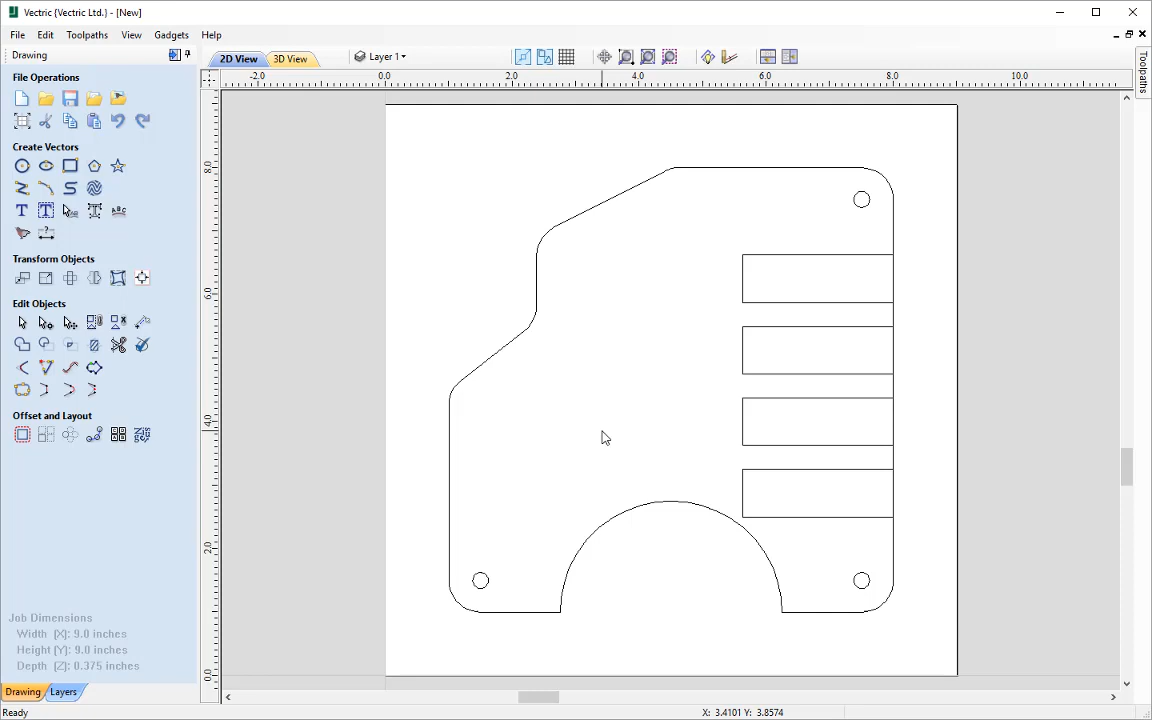 Vectric {Vectric Ltd.} - [New]
File Edit Toolpaths View Gadgets Help
Drawing
2D View 3D View Layer 1
File Operations
Create Vectors
Transform Objects
Edit Objects
Offset and Layout
-2.0 0.0 2.0 4.0 6.0 8.0 10.0
8.0
6.0
4.0
2.0
0.0
Toolpaths
Job Dimensions
Width (X): 9.0 inches
Height (Y): 9.0 inches
Depth (Z): 0.375 inches
Drawing Layers
Ready X: 3.4101 Y: 3.8574